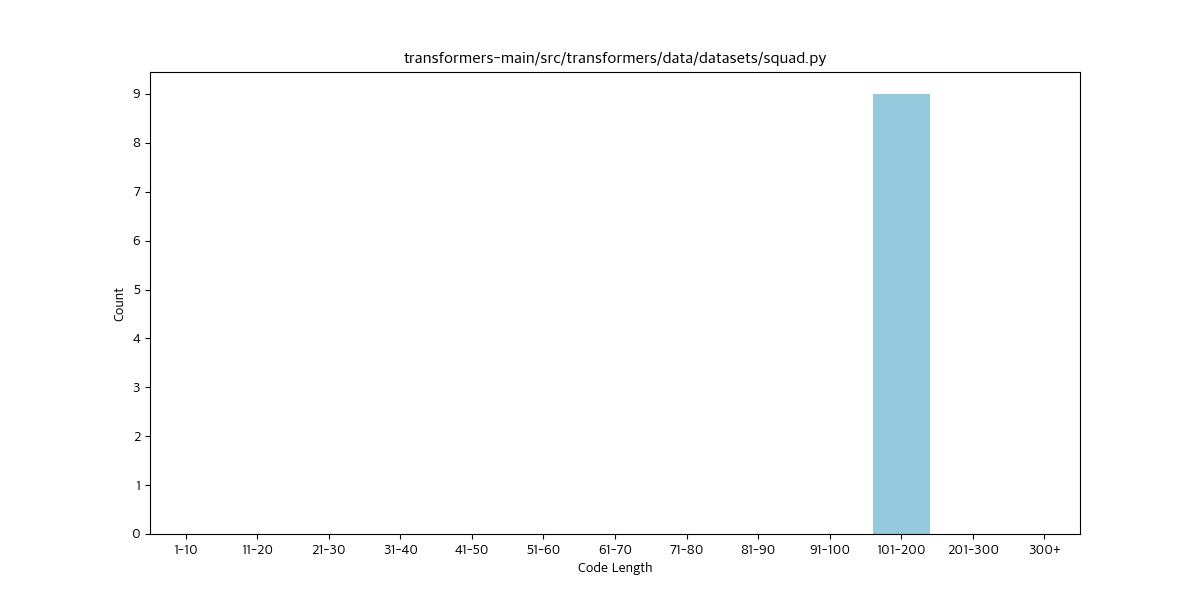 transformers-main/src/transformers/data/datasets/squad.py
9
8
7
6
5
4
3
2
1
0
Count
1-10 11-20 21-30 31-40 41-50 51-60 61-70 71-80 81-90 91-100 101-200 201-300 300+
Code Length